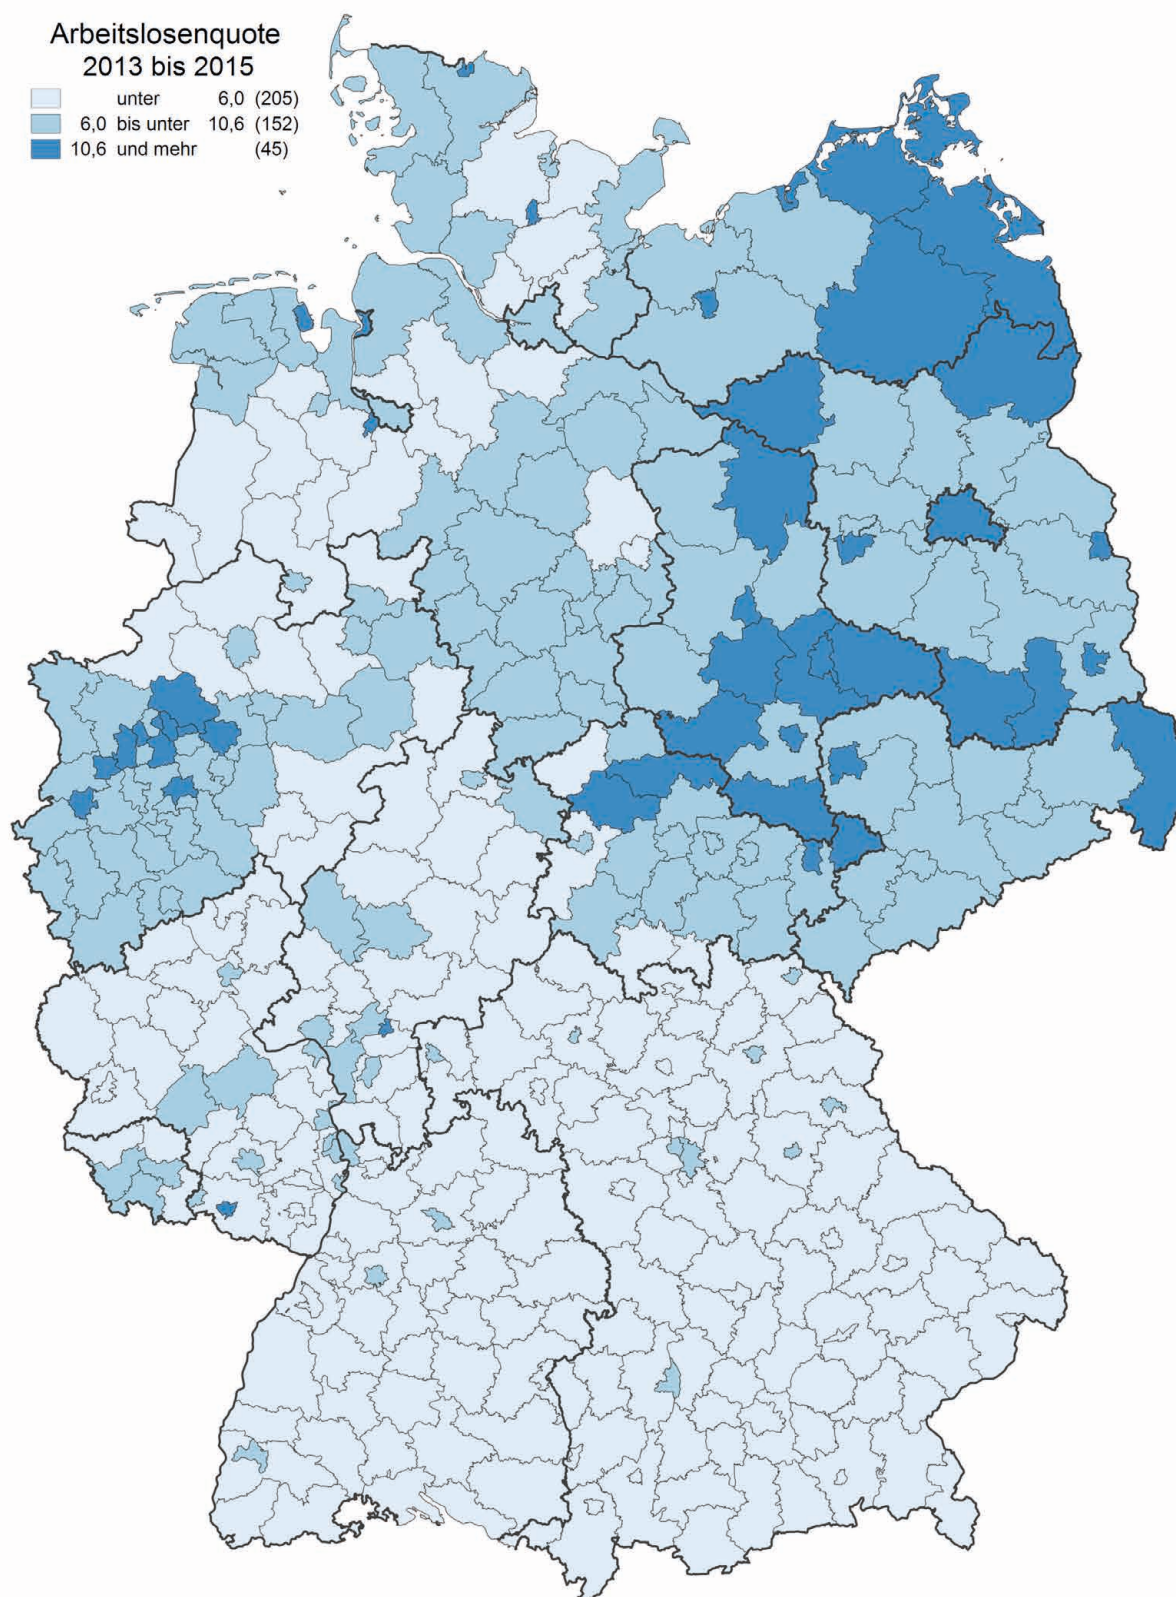 Arbeitslosenquote
2013 bis 2015
unter 6,0 (205)
6,0 bis unter 10,6 (152)
10,6 und mehr (45)